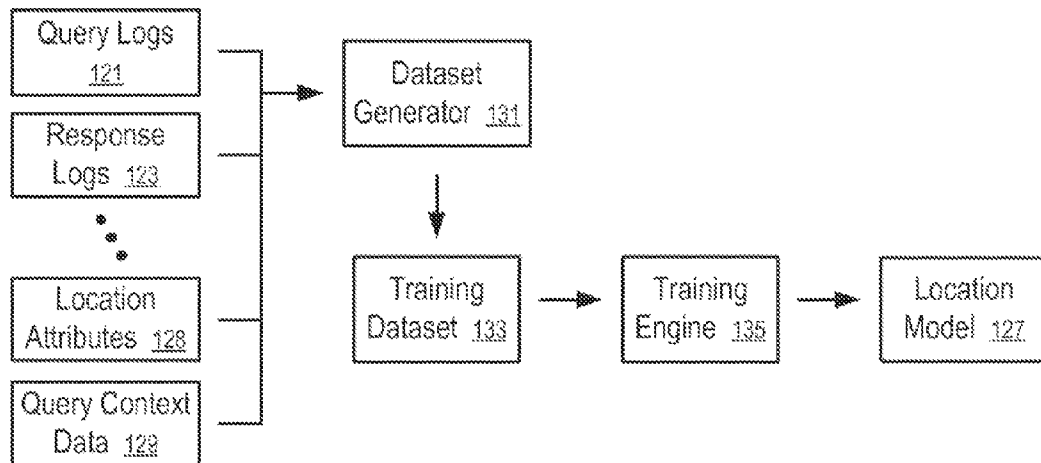 Query Logs
121
Response
Logs 123
Location
Attributes 128
Query Context
Data 129
Dataset
Generator 131
Training
Dataset 133
Training
Engine 135
Location
Model 127